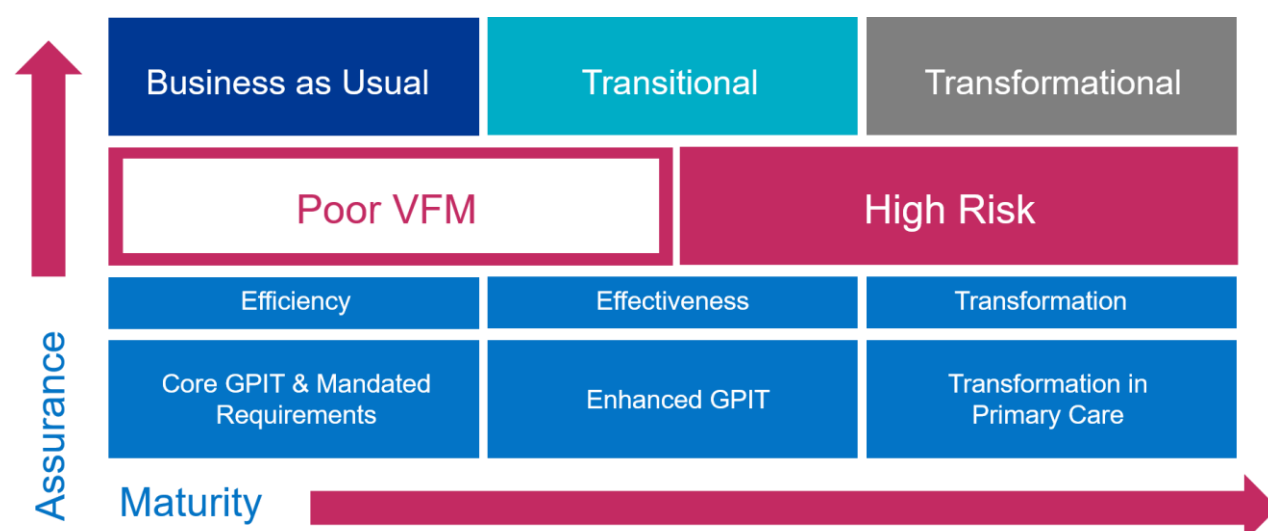 Business as Usual
Transitional
Transformational
Poor VFM
High Risk
Efficiency
Effectiveness
Transformation
Core GPIT & Mandated
Requirements
Enhanced GPIT
Transformation in
Primary Care
Assurance
Maturity